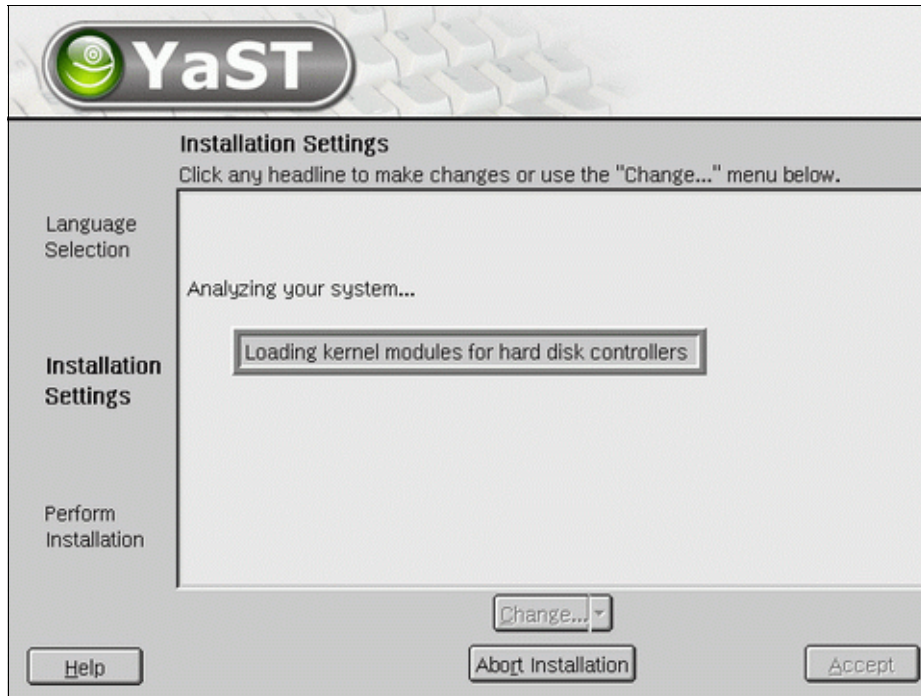 YaST
Installation Settings
Click any headline to make changes or use the "Change..." menu below.
Language
Selection
Analyzing your system...
Loading kernel modules for hard disk controllers
Installation
Settings
Perform
Installation
Change...
Help
Abort Installation
Accept